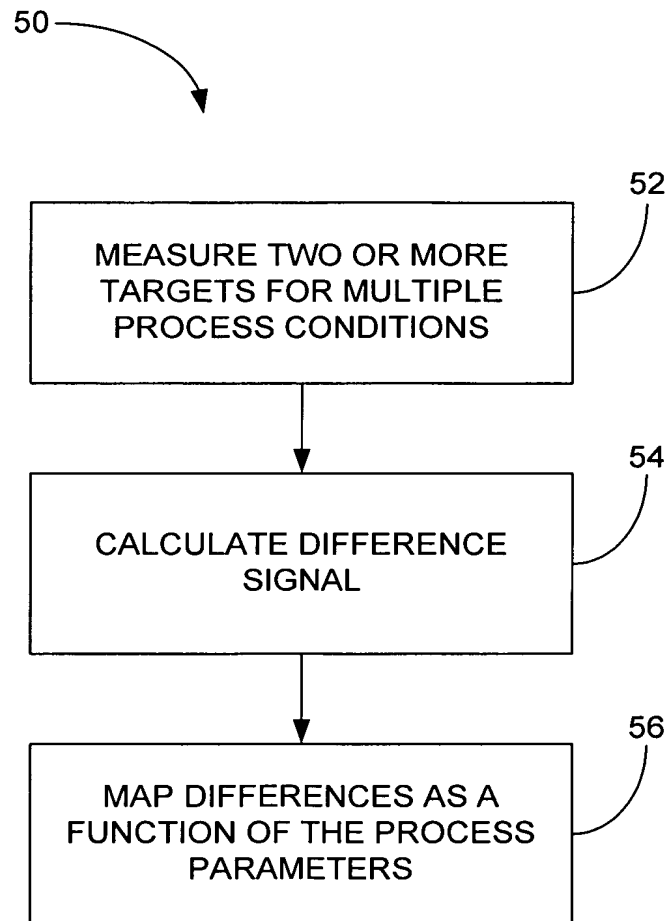 50
52
MEASURE TWO OR MORE
TARGETS FOR MULTIPLE
PROCESS CONDITIONS
54
CALCULATE DIFFERENCE
SIGNAL
56
MAP DIFFERENCES AS A
FUNCTION OF THE PROCESS
PARAMETERS